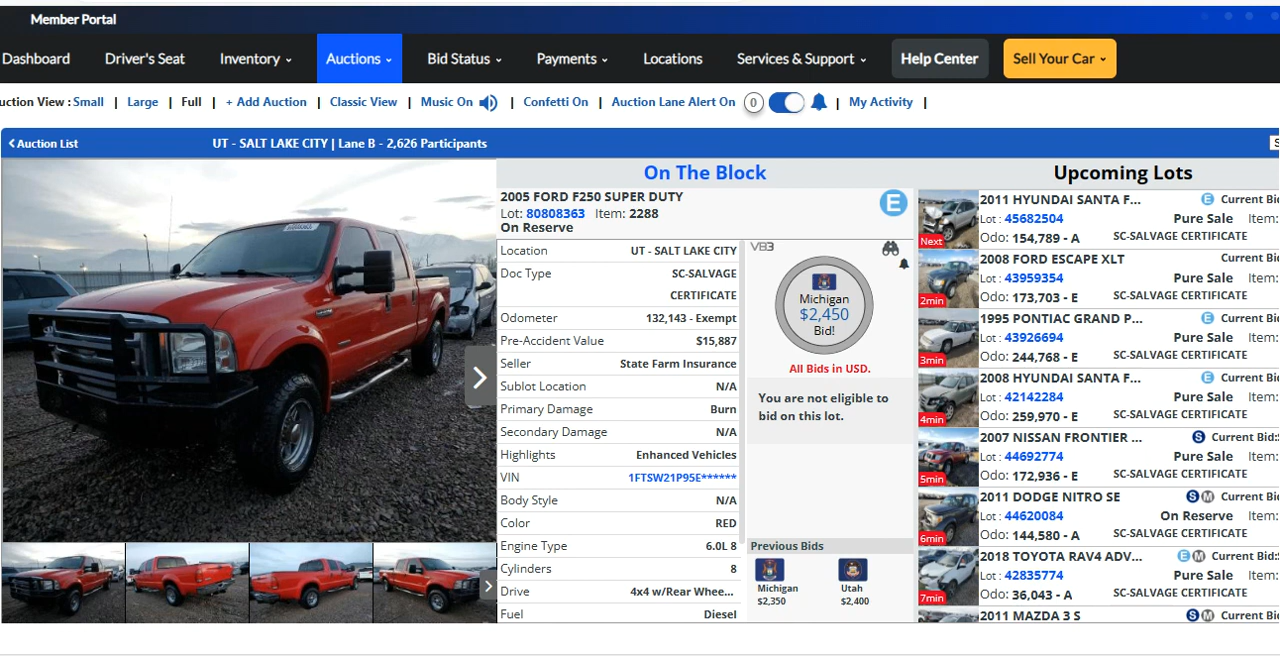 Member Portal
Dashboard Driver's Seat Inventory Auctions Bid Status Payments Locations Services & Support Help Center Sell Your Car
uction View : Small | Large | Full | + Add Auction | Classic View | Music On | Confetti On | Auction Lane Alert On 0 | My Activity |
Auction List UT - SALT LAKE CITY | Lane B - 2,626 Participants
On The Block
2005 FORD F250 SUPER DUTY
Lot: 80808363 Item: 2288
On Reserve
E
Location UT - SALT LAKE CITY
Doc Type SC-SALVAGE
CERTIFICATE
Odometer 132,143 - Exempt
Pre-Accident Value $15,887
Seller State Farm Insurance
Sublot Location N/A
Primary Damage Burn
Secondary Damage N/A
Highlights Enhanced Vehicles
VIN 1FTSW21P95E******
Body Style N/A
Color RED
Engine Type 6.0L 8
Cylinders 8
Drive 4x4 w/Rear Whee...
Fuel Diesel
VB3
Michigan
$2,450
Bid!
All Bids in USD.
You are not eligible to
bid on this lot.
Previous Bids
Michigan Utah
$2,350 $2,400
Upcoming Lots
2011 HYUNDAI SANTA F... E Current Bid
Lot : 45682504 Pure Sale Item:
Next Odo: 154,789 - A SC-SALVAGE CERTIFICATE
2008 FORD ESCAPE XLT Current Bid
Lot : 43959354 Pure Sale Item:
2min Odo: 173,703 - E SC-SALVAGE CERTIFICATE
1995 PONTIAC GRAND P... E Current Bid
Lot : 43926694 Pure Sale Item:
3min Odo: 244,768 - E SC-SALVAGE CERTIFICATE
2008 HYUNDAI SANTA F... E Current Bid
Lot : 42142284 Pure Sale Item:
4min Odo: 259,970 - E SC-SALVAGE CERTIFICATE
2007 NISSAN FRONTIER ... S Current Bid:
Lot : 44692774 Pure Sale Item:
5min Odo: 172,936 - E SC-SALVAGE CERTIFICATE
2011 DODGE NITRO SE S M Current Bid
Lot : 44620084 On Reserve Item:
6min Odo: 144,580 - A SC-SALVAGE CERTIFICATE
2018 TOYOTA RAV4 ADV... E M Current Bid:
Lot : 42835774 Pure Sale Item:
7min Odo: 36,043 - A SC-SALVAGE CERTIFICATE
2011 MAZDA 3 S S M Current Bid